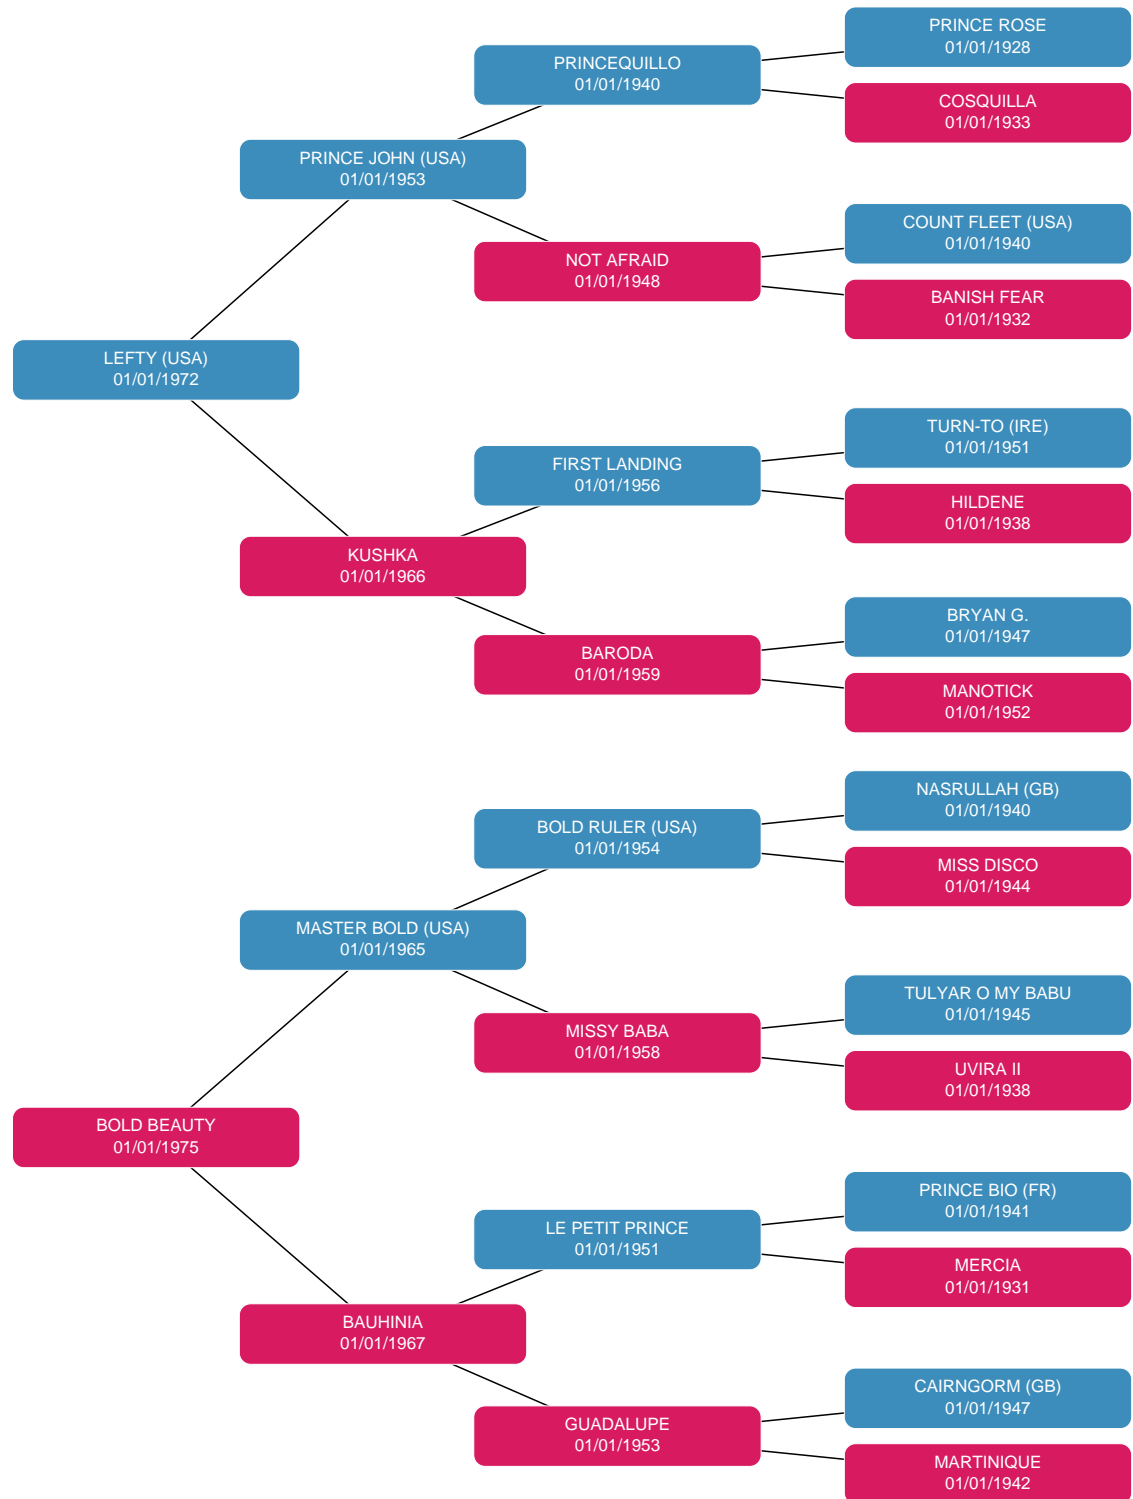 PRINCE ROSE
01/01/1928
PRINCEQUILLO
01/01/1940
COSQUILLA
01/01/1933
PRINCE JOHN (USA)
01/01/1953
COUNT FLEET (USA)
01/01/1940
NOT AFRAID
01/01/1948
BANISH FEAR
01/01/1932
LEFTY (USA)
01/01/1972
TURN-TO (IRE)
01/01/1951
FIRST LANDING
01/01/1956
HILDENE
01/01/1938
KUSHKA
01/01/1966
BRYAN G.
01/01/1947
BARODA
01/01/1959
MANOTICK
01/01/1952
NASRULLAH (GB)
01/01/1940
BOLD RULER (USA)
01/01/1954
MISS DISCO
01/01/1944
MASTER BOLD (USA)
01/01/1965
TULYAR O MY BABU
01/01/1945
MISSY BABA
01/01/1958
UVIRA II
01/01/1938
BOLD BEAUTY
01/01/1975
PRINCE BIO (FR)
01/01/1941
LE PETIT PRINCE
01/01/1951
MERCIA
01/01/1931
BAUHINIA
01/01/1967
CAIRNGORM (GB)
01/01/1947
GUADALUPE
01/01/1953
MARTINIQUE
01/01/1942